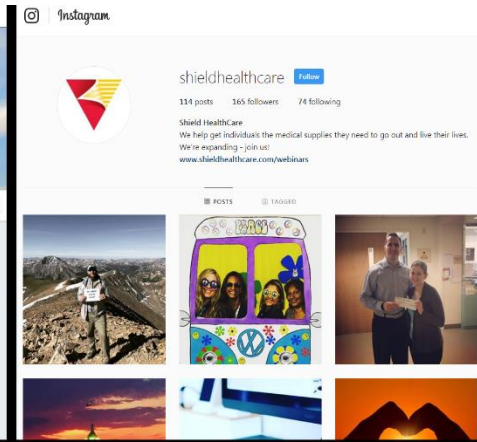 Instagram
shieldhealthcare Follow
114 posts 165 followers 74 following
Shield HealthCare
We help get individuals the medical supplies they need to go out and live their lives.
We're expanding - join us!
www.shieldhealthcare.com/webinars
POSTS TAGGED
PEACE